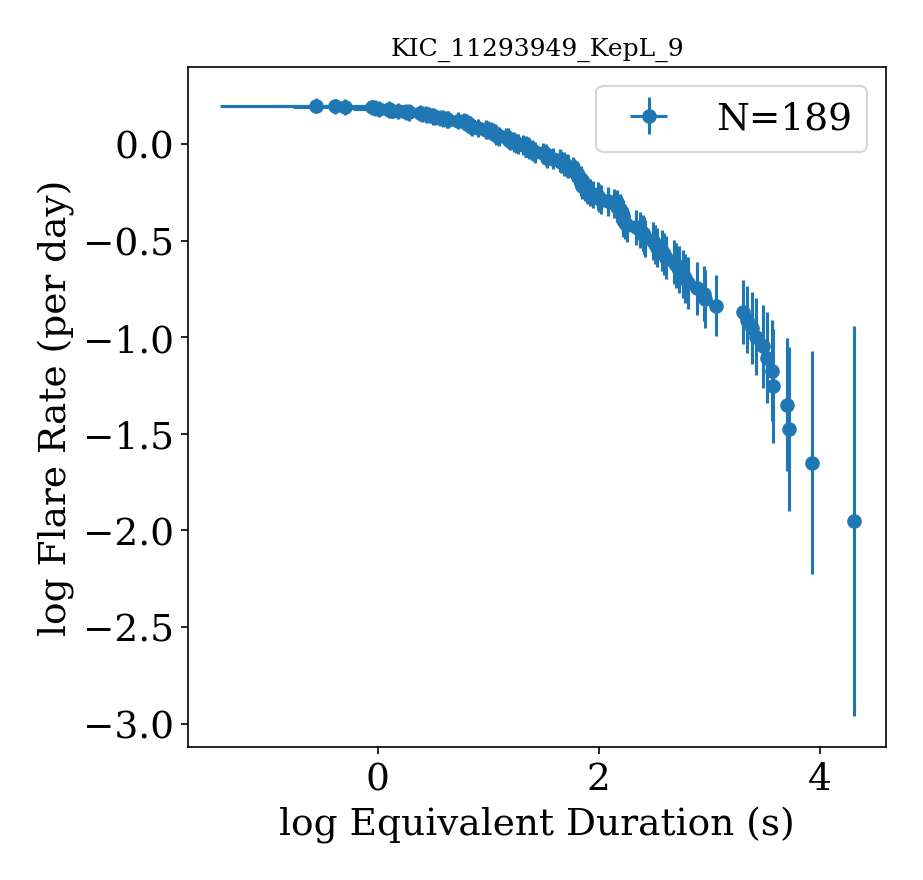 KIC_11293949_KepL_9
N=189
log Flare Rate (per day)
0.0
−0.5
−1.0
−1.5
−2.0
−2.5
−3.0
0 2 4
log Equivalent Duration (s)